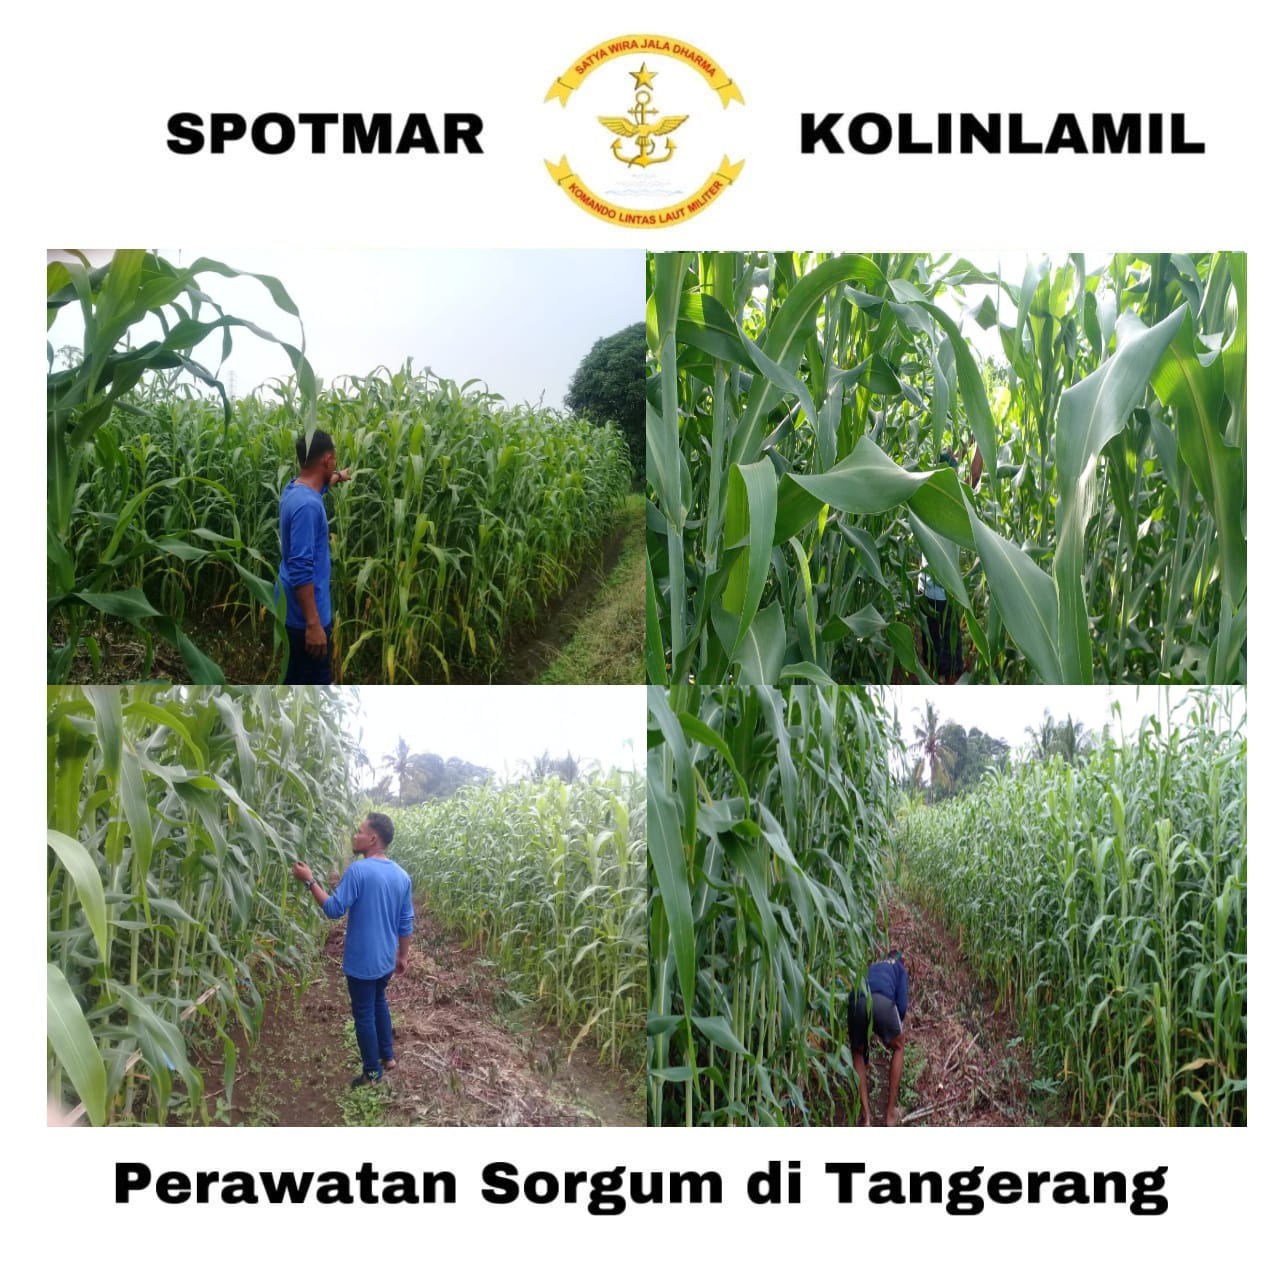 SPOTMAR
SATYA WIRA JALA DHARMA
KOMANDO LINTAS LAUT MILITER
KOLINLAMIL
Perawatan Sorgum di Tangerang